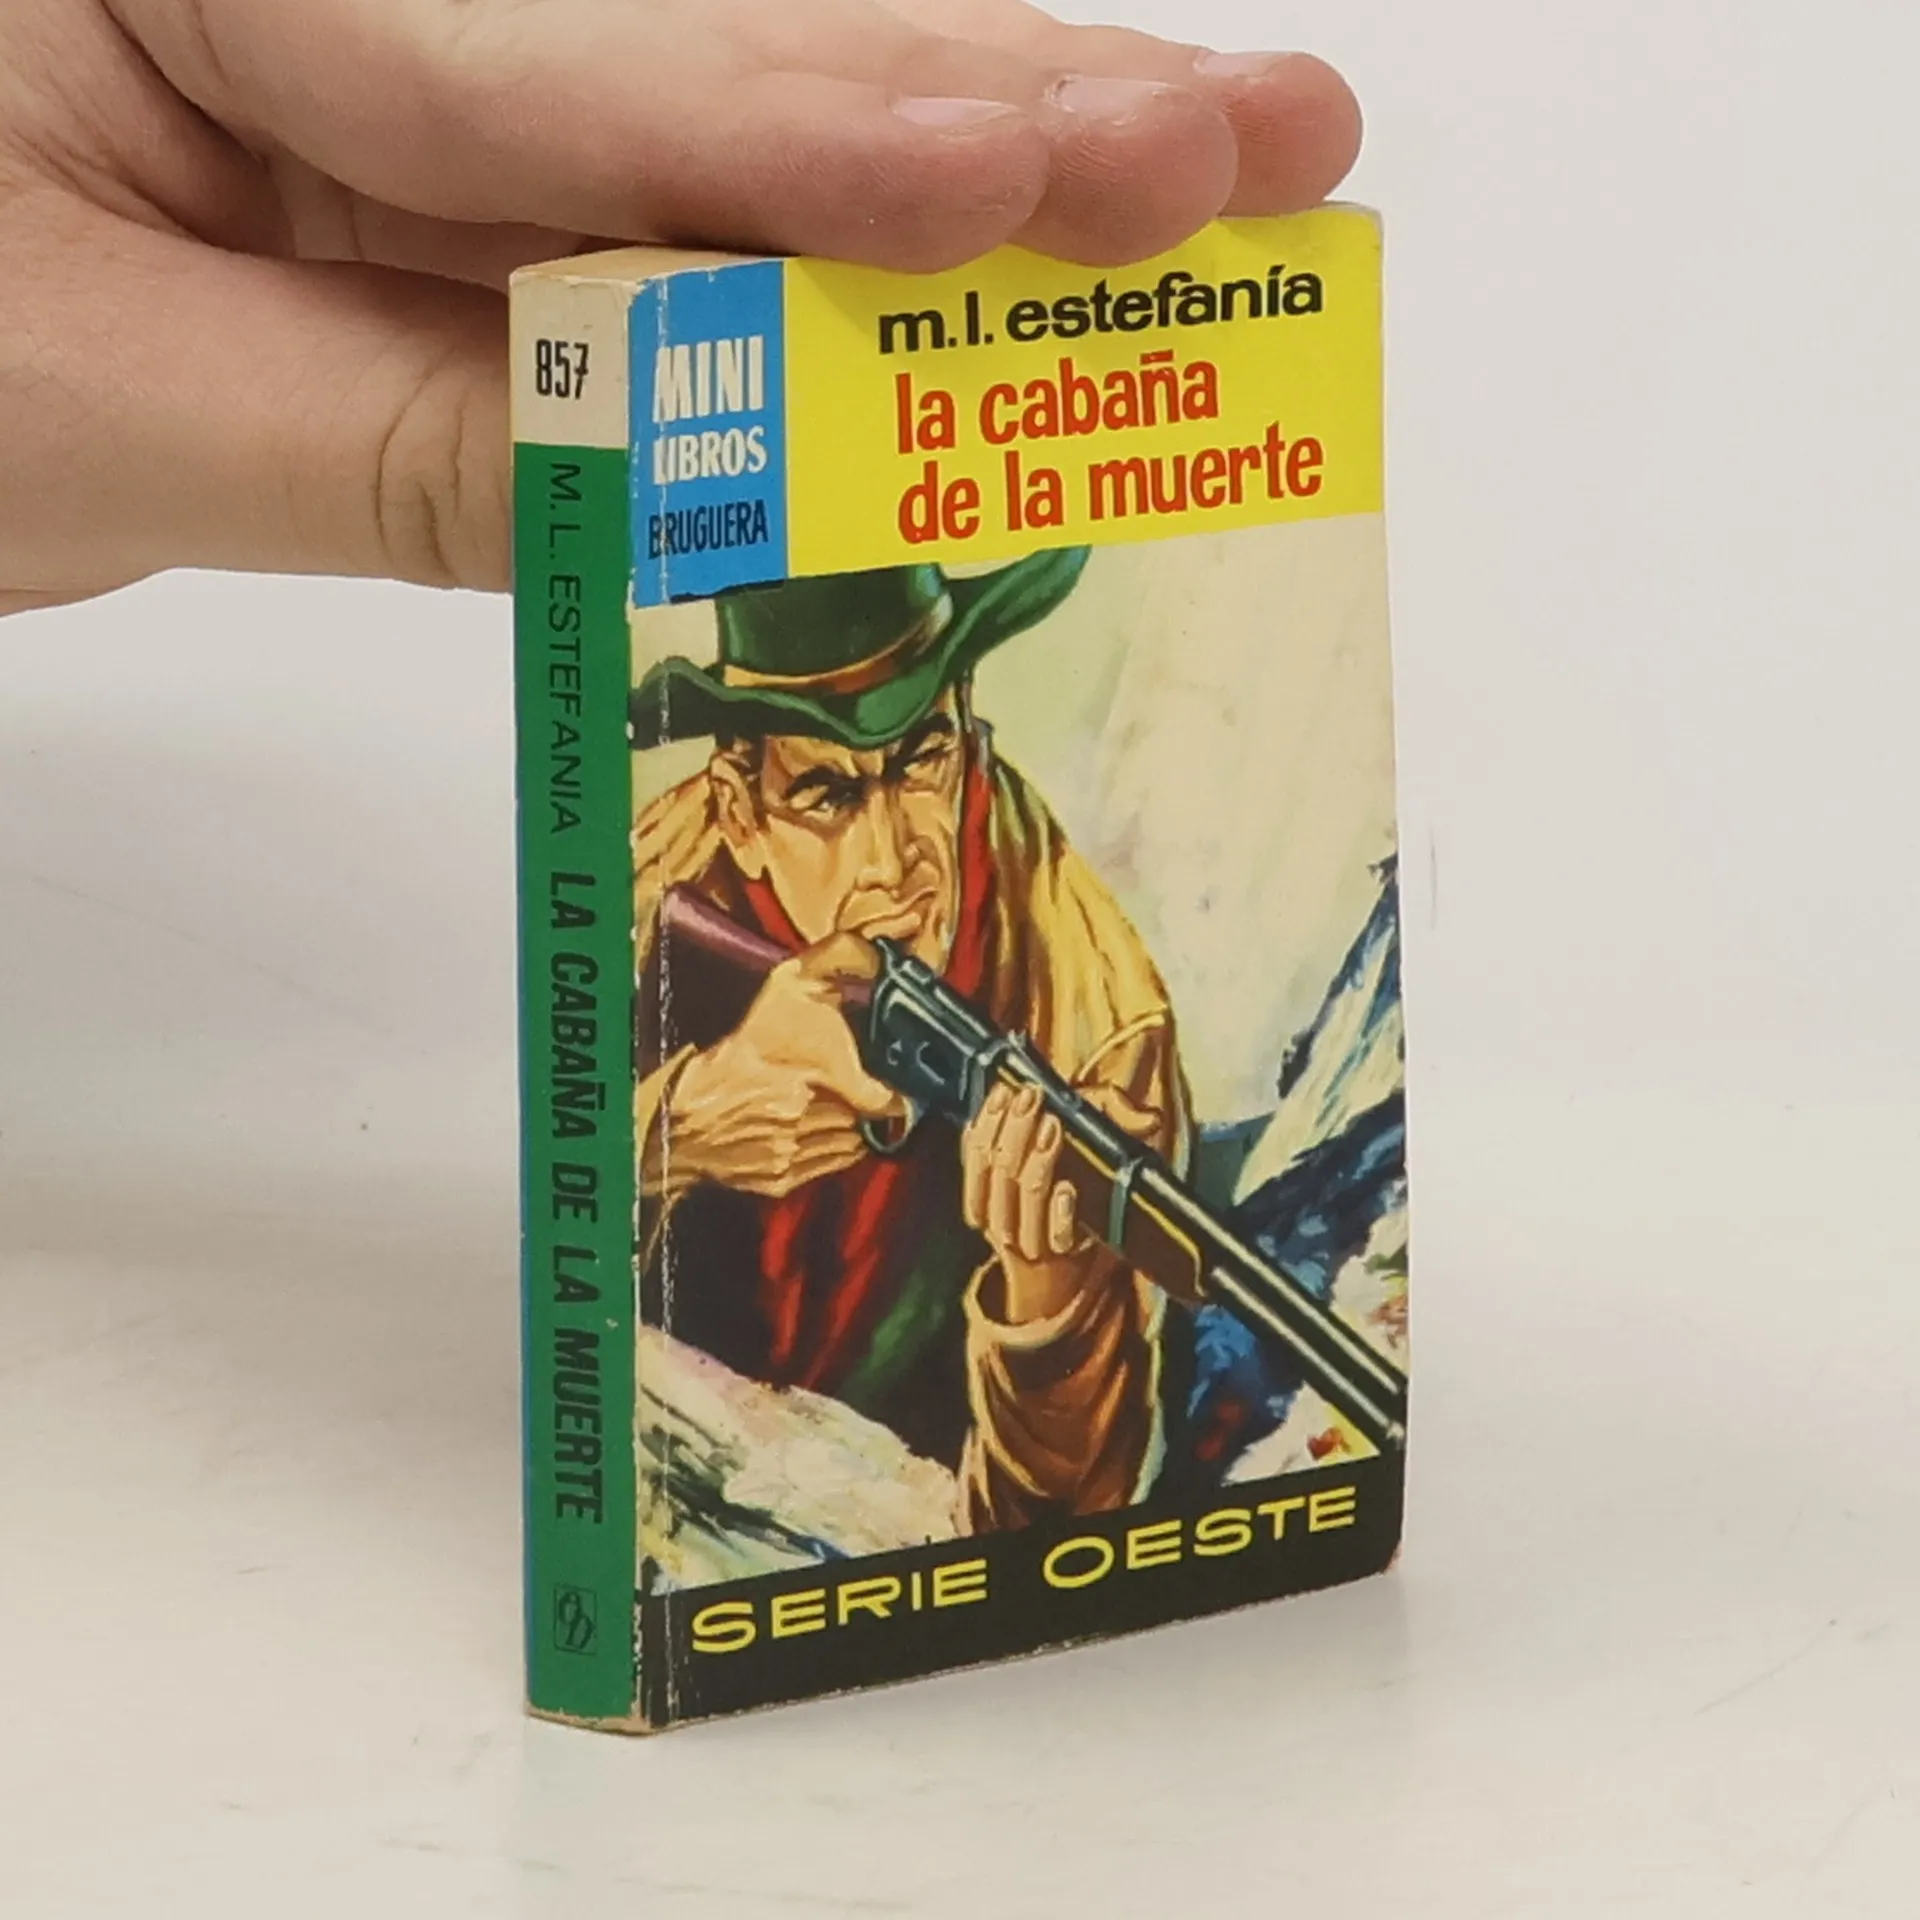 857
M. L. ESTEFANIA LA CABAÑA DE LA MUERTE
MINI
LIBROS
BRUGUERA
m.l. estefanía
la cabaña
de la muerte
SERIE OESTE